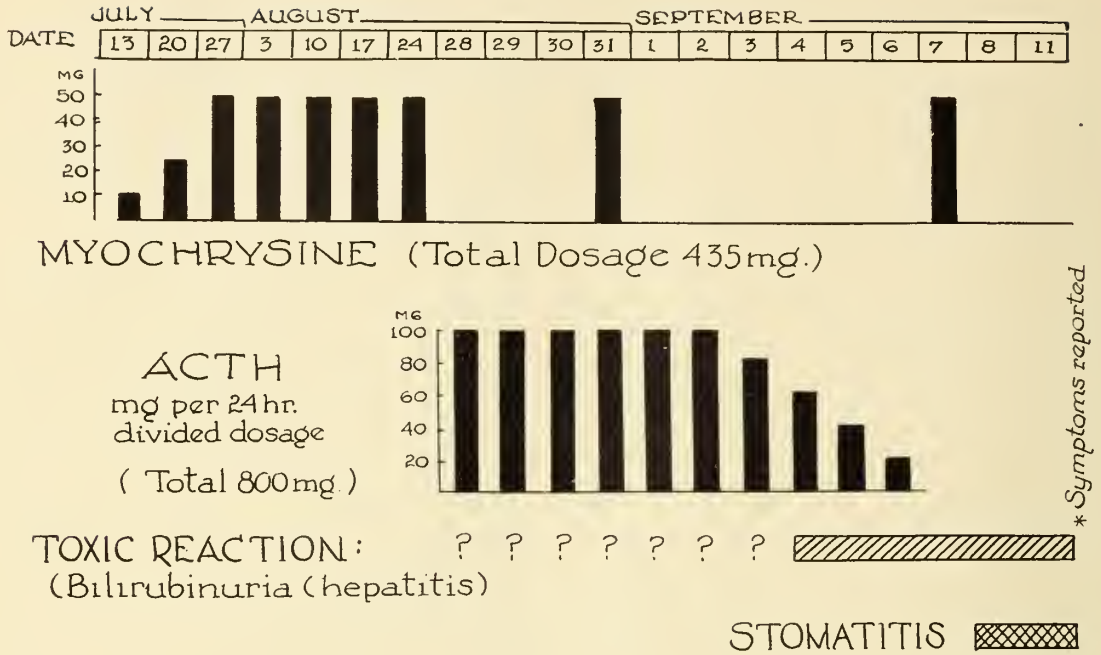 JULY AUGUST SEPTEMBER
DATE 13 20 27 3 10 17 24 28 29 30 31 1 2 3 4 5 6 7 8 11
MG
50
40
30
20
10
MYOCHRYSINE (Total Dosage 435mg.)
MG
100
80
60
40
20
ACTH
mg per 24hr.
divided dosage
( Total 800mg.)
* Symptoms reported
TOXIC REACTION: ? ? ? ? ? ? ?
(Bilirubinuria (hepatitis)
STOMATITIS